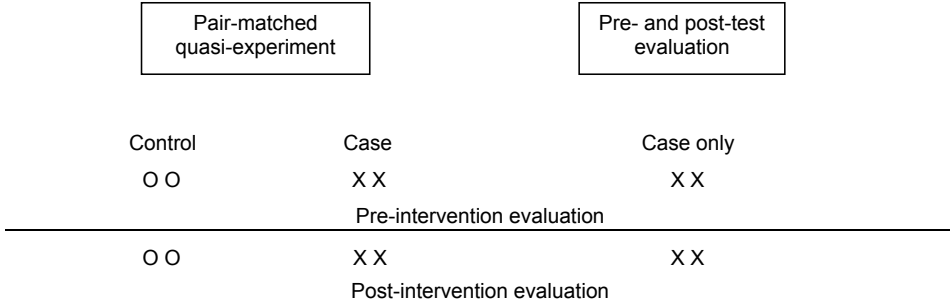 Pair-matched
quasi-experiment
Pre- and post-test
evaluation
Control Case Case only
O O X X X X
Pre-intervention evaluation
O O X X X X
Post-intervention evaluation